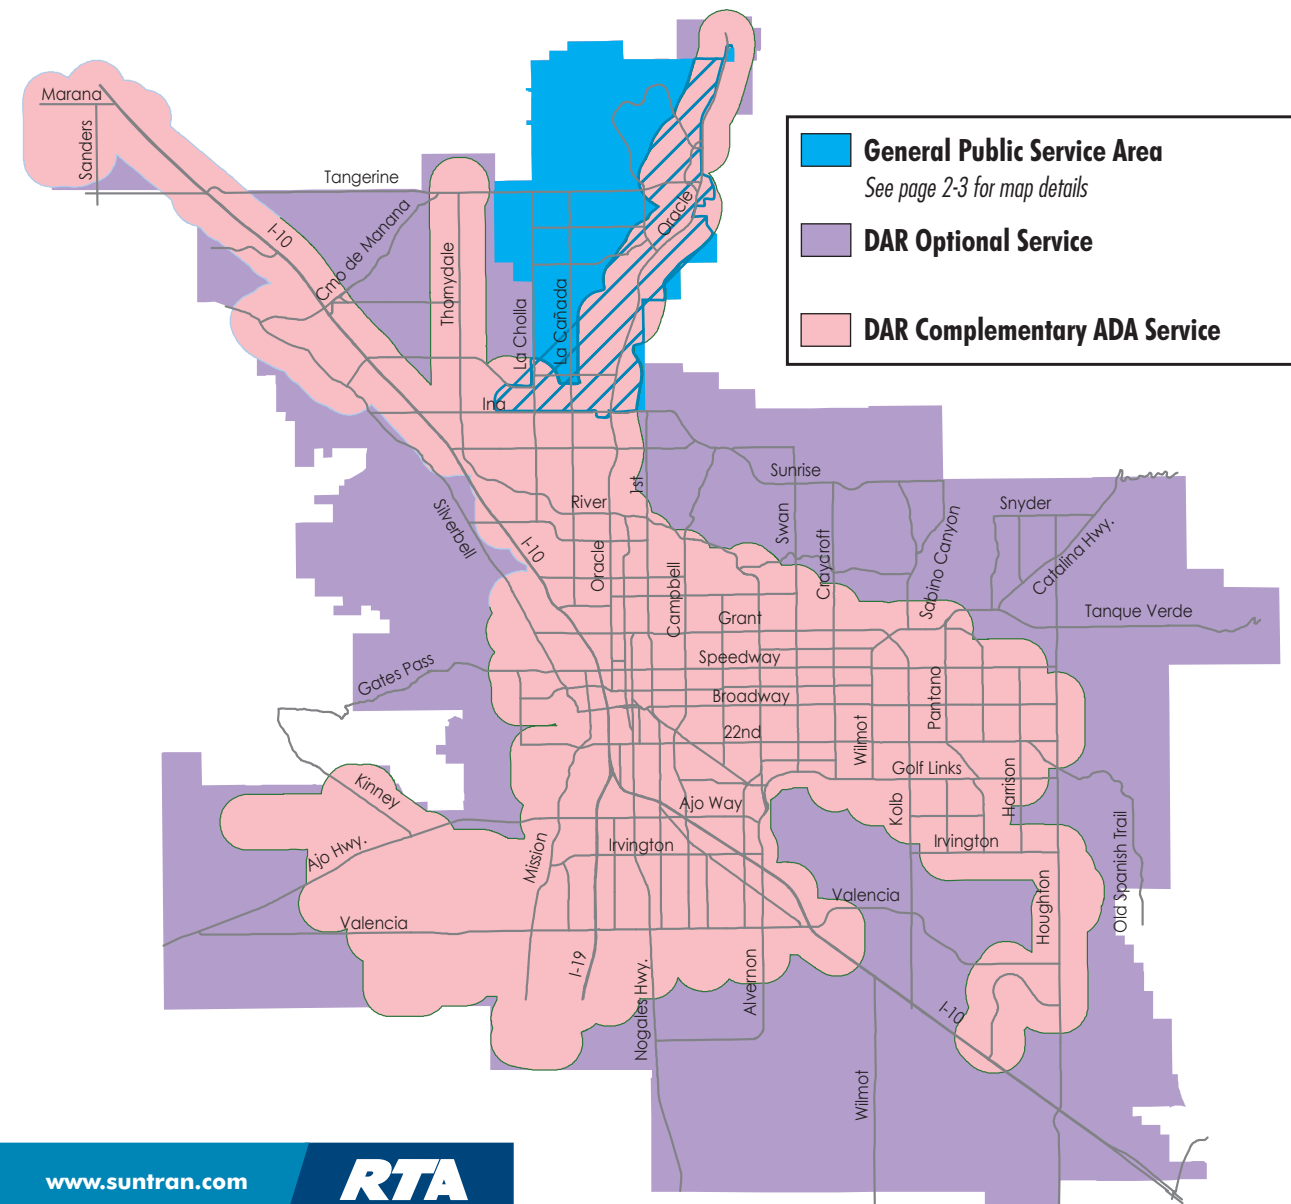 Marana
Sanders
Tangerine
I-10
Cmo de Manana
Thornydale
La Cholla
La Cañada
Oracle
General Public Service Area
See page 2-3 for map details
DAR Optional Service
DAR Complementary ADA Service
Ina
Sunrise
River
1st
Silverbell
I-10
Oracle
Campbell
Swan
Craycroft
Sabino Canyon
Snyder
Catalina Hwy.
Tanque Verde
Grant
Speedway
Gates Pass
Broadway
Pantano
22nd
Wilmot
Golf Links
Kinney
Ajo Way
Kolb
Harrison
Ajo Hwy.
Mission
Irvington
Irvington
Old Spanish Trail
Valencia
Valencia
Houghton
I-19
Nogales Hwy.
Alvernon
I-10
Wilmot
www.suntran.com
RTA